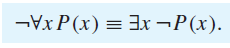 ¬∀x P(x) ≡ ∃x ¬P(x).